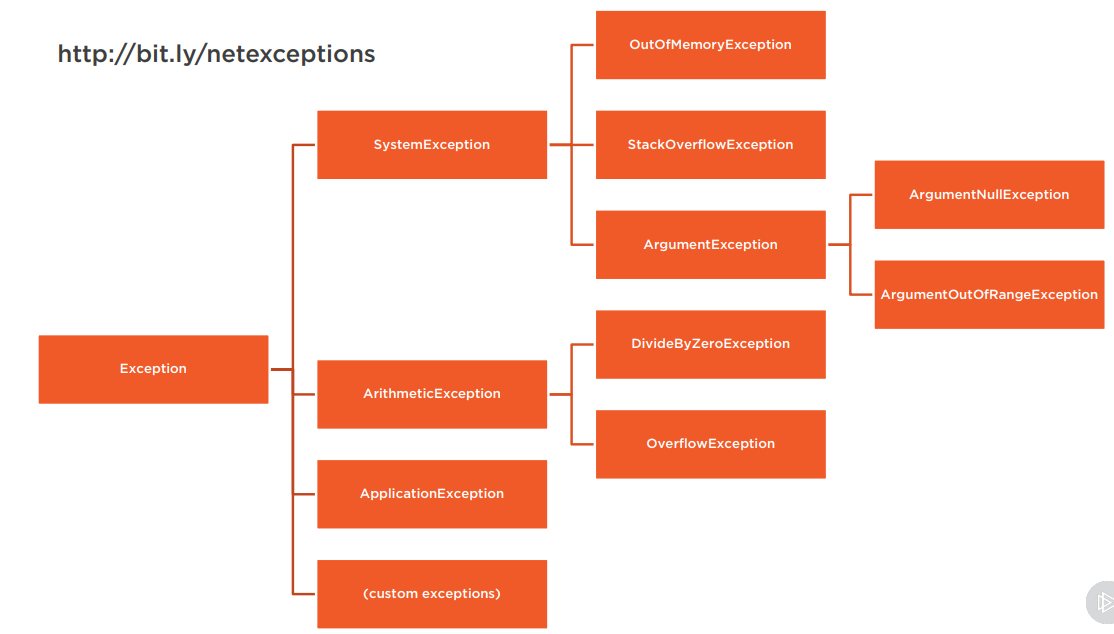 http://bit.ly/netexceptions
OutOfMemoryException
SystemException
StackOverflowException
ArgumentException
ArgumentNullException
ArgumentOutOfRangeException
Exception
ArithmeticException
DivideByZeroException
OverflowException
ApplicationException
(custom exceptions)